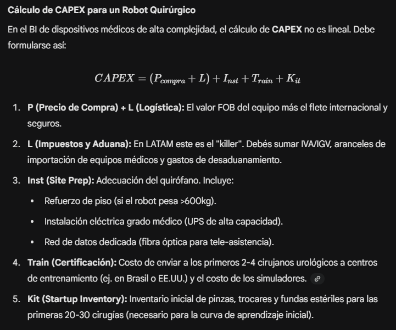 Cálculo de CAPEX para un Robot Quirúrgico
En el BI de dispositivos médicos de alta complejidad, el cálculo de CAPEX no es lineal. Debe
formularse así:
CAPEX = (P_compra + L) + I_nst + T_rain + K_it
1. P (Precio de Compra) + L (Logística): El valor FOB del equipo más el flete internacional y
seguros.
2. L (Impuestos y Aduana): En LATAM este es el "killer". Debés sumar IVA/IGV, aranceles de
importación de equipos médicos y gastos de desaduanamiento.
3. Inst (Site Prep): Adecuación del quirófano. Incluye:
• Refuerzo de piso (si el robot pesa >600kg).
• Instalación eléctrica grado médico (UPS de alta capacidad).
• Red de datos dedicada (fibra óptica para tele-asistencia).
4. Train (Certificación): Costo de enviar a los primeros 2-4 cirujanos urológicos a centros
de entrenamiento (ej. en Brasil o EE.UU.) y el costo de los simuladores.
5. Kit (Startup Inventory): Inventario inicial de pinzas, trocares y fundas estériles para las
primeras 20-30 cirugías (necesario para la curva de aprendizaje inicial).